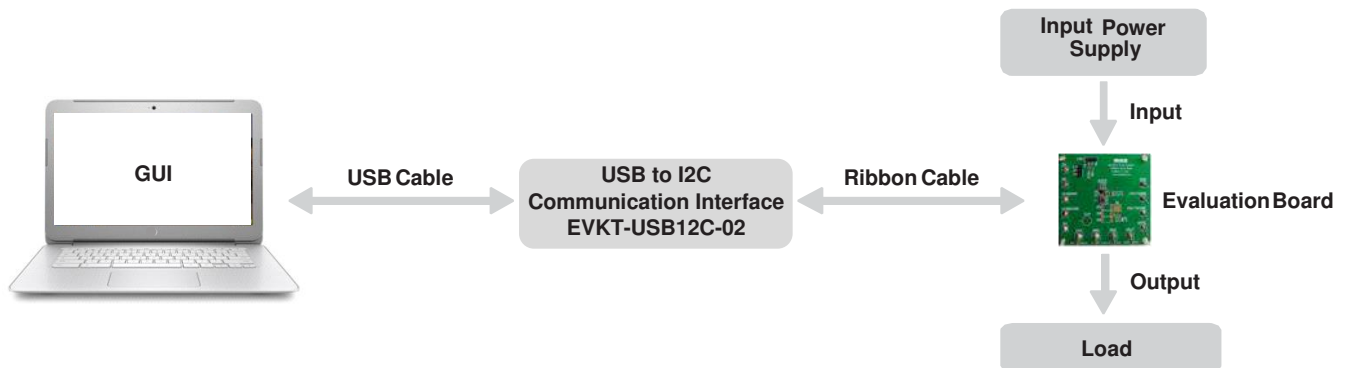 Input Power
Supply
Input
GUI
USB Cable
USB to I2C
Communication Interface
EVKT-USB12C-02
Ribbon Cable
Evaluation Board
Output
Load